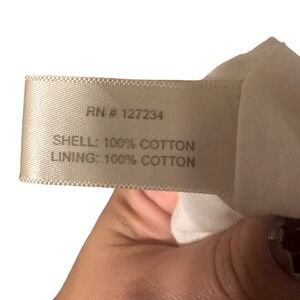 RN # 127234
SHELL: 100% COTTON
LINING: 100% COTTON